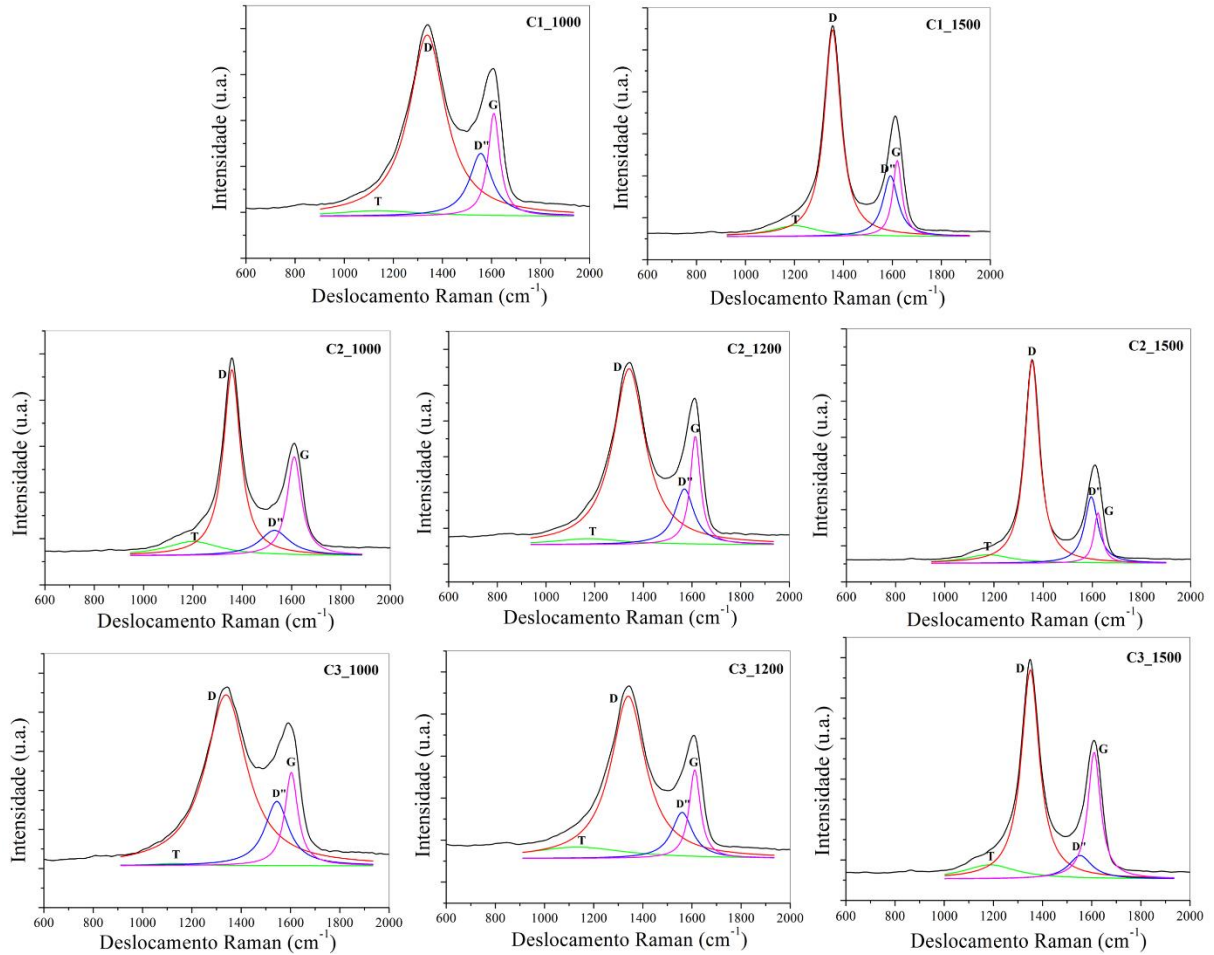 C1_1000
Intensidade (u.a.)
D
G
D"
T
600 800 1000 1200 1400 1600 1800 2000
Deslocamento Raman (cm⁻¹)
C1_1500
Intensidade (u.a.)
D
G
D"
T
600 800 1000 1200 1400 1600 1800 2000
Deslocamento Raman (cm⁻¹)
C2_1000
Intensidade (u.a.)
D
G
D"
T
600 800 1000 1200 1400 1600 1800 2000
Deslocamento Raman (cm⁻¹)
C2_1200
Intensidade (u.a.)
D
G
D"
T
600 800 1000 1200 1400 1600 1800 2000
Deslocamento Raman (cm⁻¹)
C2_1500
Intensidade (u.a.)
D
D"
G
T
600 800 1000 1200 1400 1600 1800 2000
Deslocamento Raman (cm⁻¹)
C3_1000
Intensidade (u.a.)
D
G
D"
T
600 800 1000 1200 1400 1600 1800 2000
Deslocamento Raman (cm⁻¹)
C3_1200
Intensidade (u.a.)
D
G
D"
T
600 800 1000 1200 1400 1600 1800 2000
Deslocamento Raman (cm⁻¹)
C3_1500
Intensidade (u.a.)
D
G
D"
T
600 800 1000 1200 1400 1600 1800 2000
Deslocamento Raman (cm⁻¹)